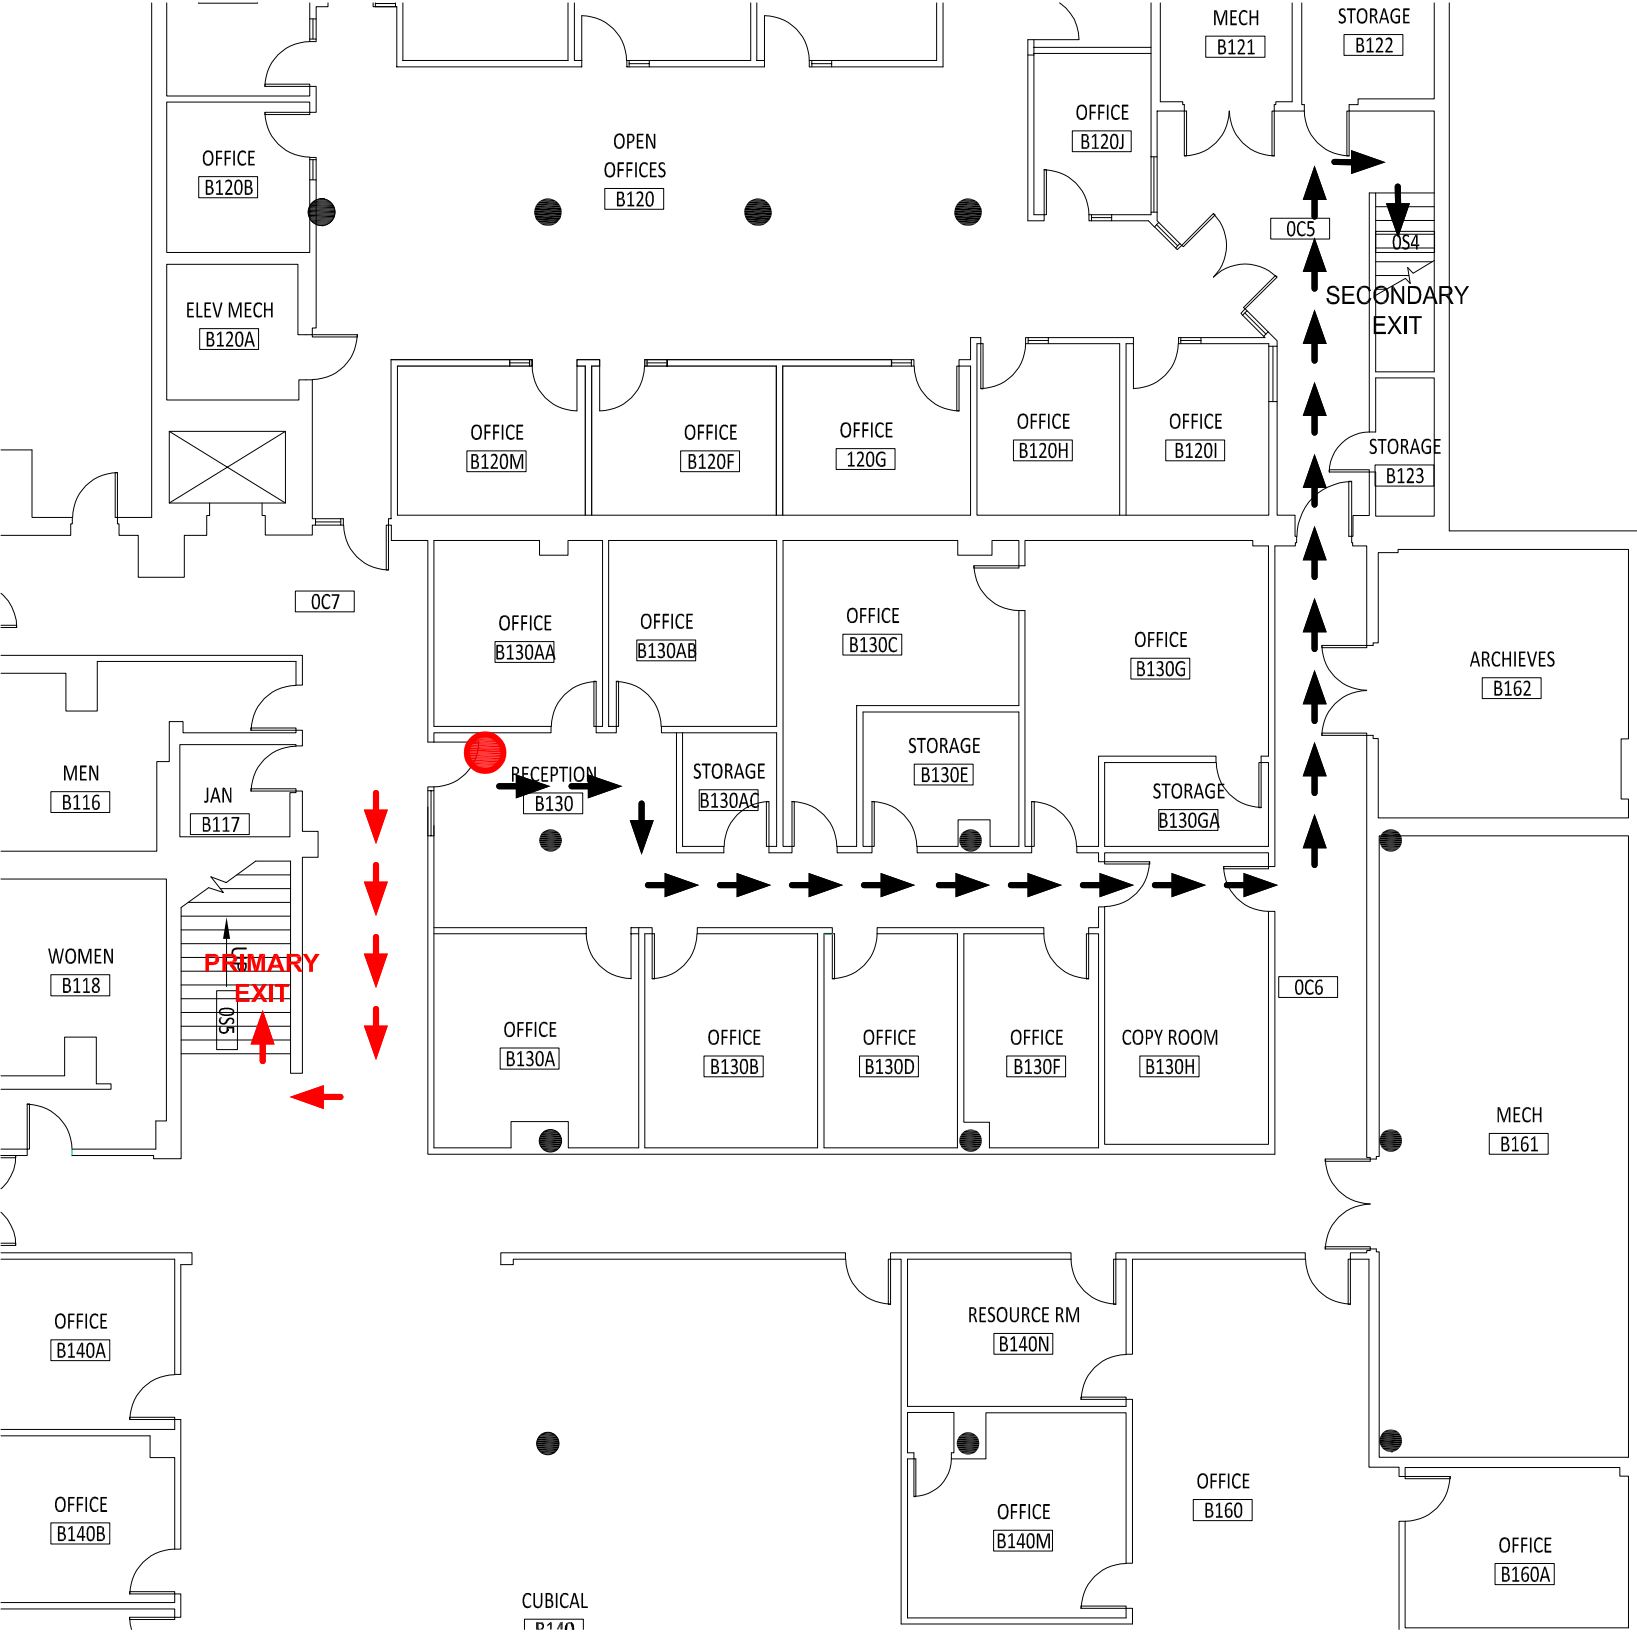 MECH
B121
STORAGE
B122
OFFICE
B120J
OPEN
OFFICES
B120
OFFICE
B120B
0C5
0S4
SECONDARY
EXIT
ELEV MECH
B120A
OFFICE
B120M
OFFICE
B120F
OFFICE
120G
OFFICE
B120H
OFFICE
B120I
STORAGE
B123
0C7
OFFICE
B130AA
OFFICE
B130AB
OFFICE
B130C
OFFICE
B130G
ARCHIEVES
B162
MEN
B116
JAN
B117
RECEPTION
B130
STORAGE
B130AC
STORAGE
B130E
STORAGE
B130GA
WOMEN
B118
UP
PRIMARY
EXIT
0S5
0C6
OFFICE
B130A
OFFICE
B130B
OFFICE
B130D
OFFICE
B130F
COPY ROOM
B130H
MECH
B161
OFFICE
B140A
RESOURCE RM
B140N
OFFICE
B140B
OFFICE
B140M
OFFICE
B160
OFFICE
B160A
CUBICAL
B140